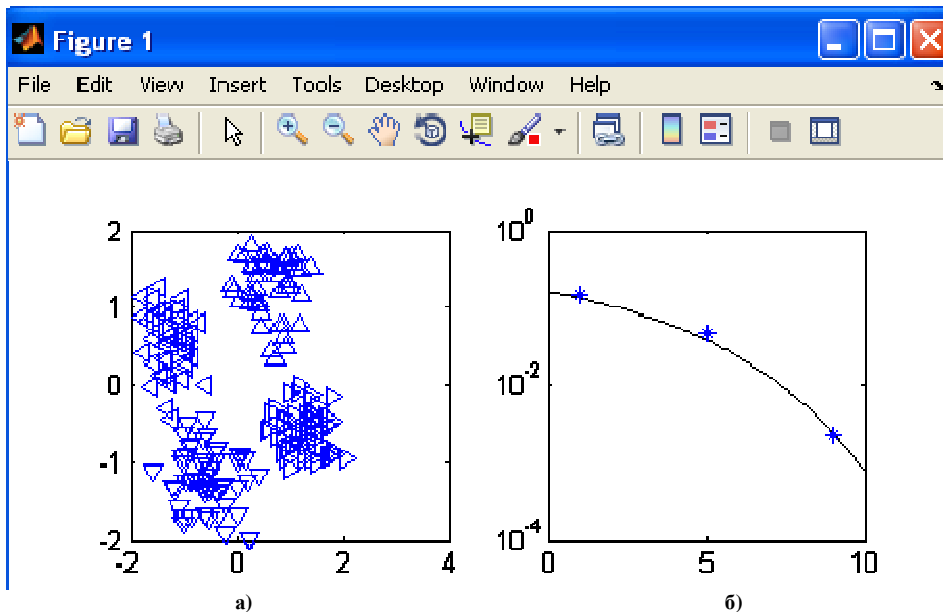 Figure 1
File Edit View Insert Tools Desktop Window Help
2
1
0
-1
-2
-2 0 2 4
10^0
10^-2
10^-4
0 5 10
а)
б)